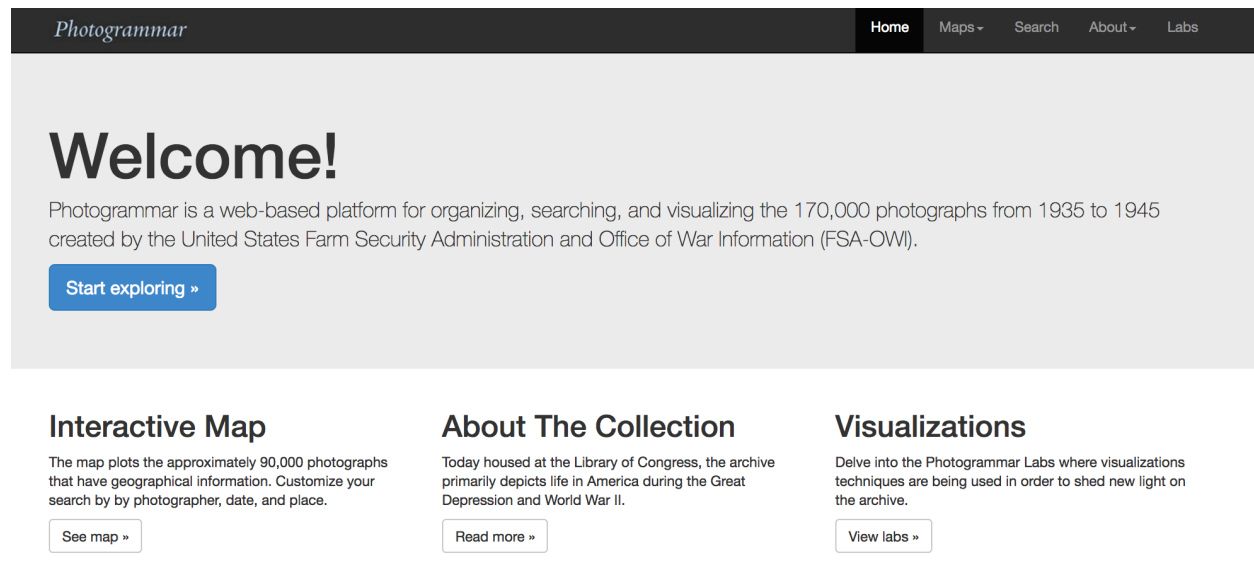 Photogrammar
Home Maps Search About Labs
Welcome!
Photogrammar is a web-based platform for organizing, searching, and visualizing the 170,000 photographs from 1935 to 1945
created by the United States Farm Security Administration and Office of War Information (FSA-OWI).
Start exploring »
Interactive Map
The map plots the approximately 90,000 photographs
that have geographical information. Customize your
search by by photographer, date, and place.
See map »
About The Collection
Today housed at the Library of Congress, the archive
primarily depicts life in America during the Great
Depression and World War II.
Read more »
Visualizations
Delve into the Photogrammar Labs where visualizations
techniques are being used in order to shed new light on
the archive.
View labs »